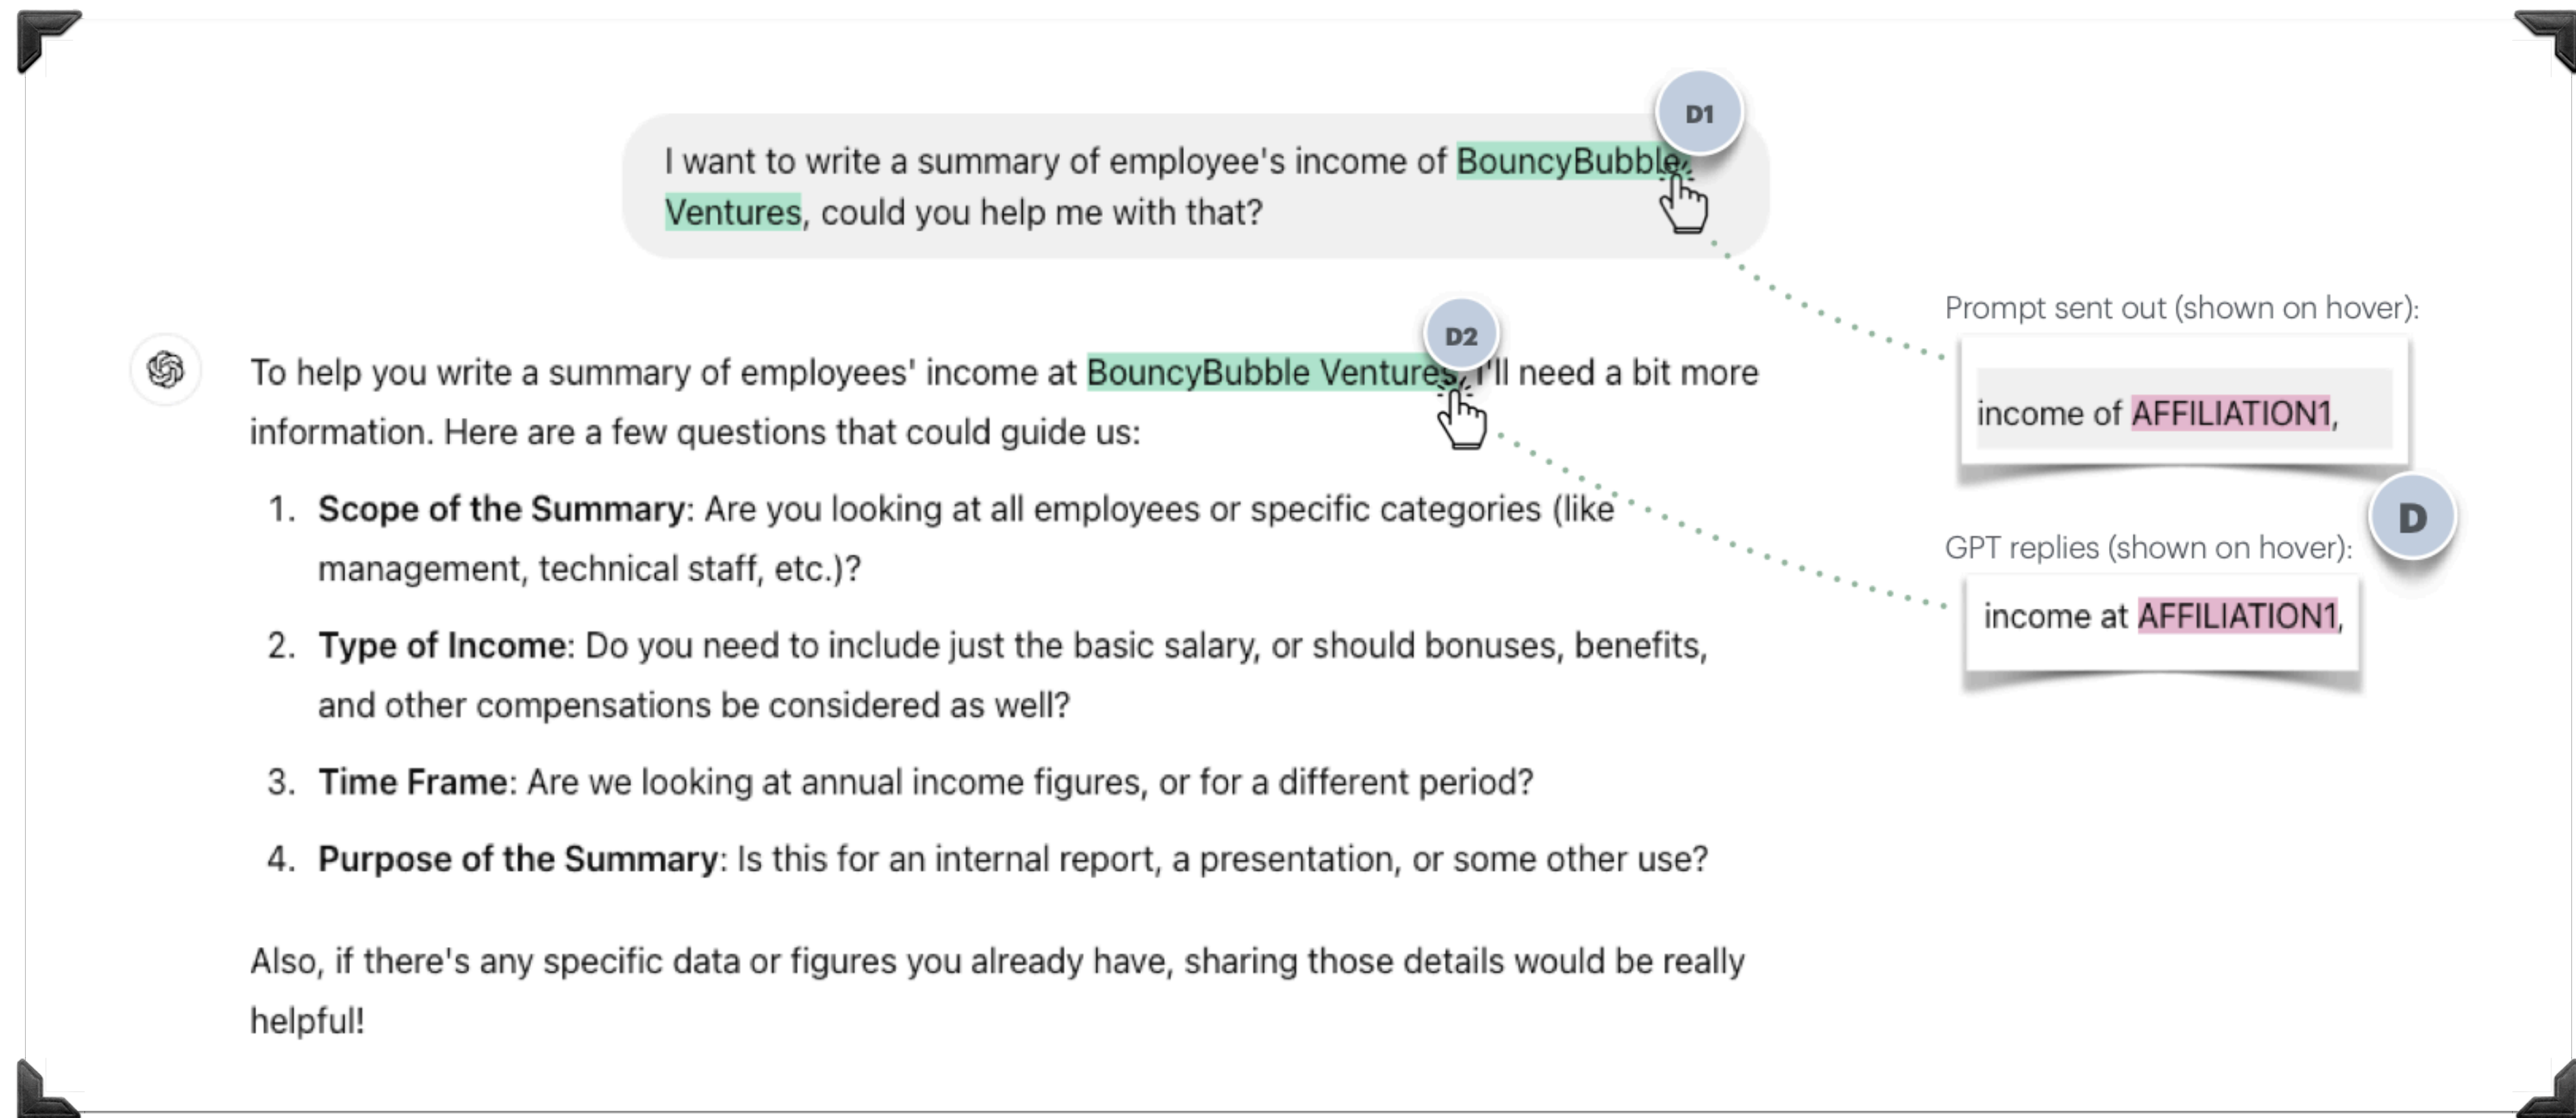 D1
I want to write a summary of employee's income of BouncyBubble
Ventures, could you help me with that?
Prompt sent out (shown on hover):
income of AFFILIATION1,
D2
To help you write a summary of employees' income at BouncyBubble Ventures, I'll need a bit more
information. Here are a few questions that could guide us:
D
GPT replies (shown on hover):
income at AFFILIATION1,
1. Scope of the Summary: Are you looking at all employees or specific categories (like
management, technical staff, etc.)?
2. Type of Income: Do you need to include just the basic salary, or should bonuses, benefits,
and other compensations be considered as well?
3. Time Frame: Are we looking at annual income figures, or for a different period?
4. Purpose of the Summary: Is this for an internal report, a presentation, or some other use?
Also, if there's any specific data or figures you already have, sharing those details would be really
helpful!